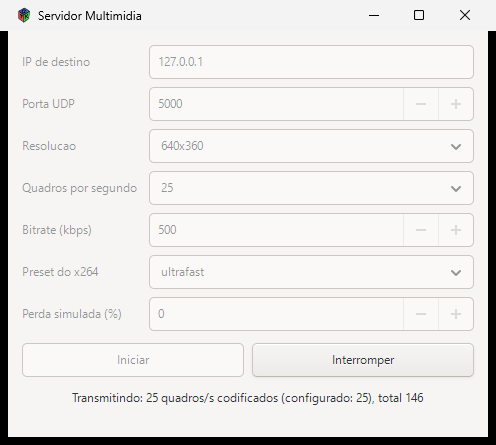 Servidor Multimidia
IP de destino 127.0.0.1
Porta UDP 5000
Resolucao 640x360
Quadros por segundo 25
Bitrate (kbps) 500
Preset do x264 ultrafast
Perda simulada (%) 0
Iniciar Interromper
Transmitindo: 25 quadros/s codificados (configurado: 25), total 146